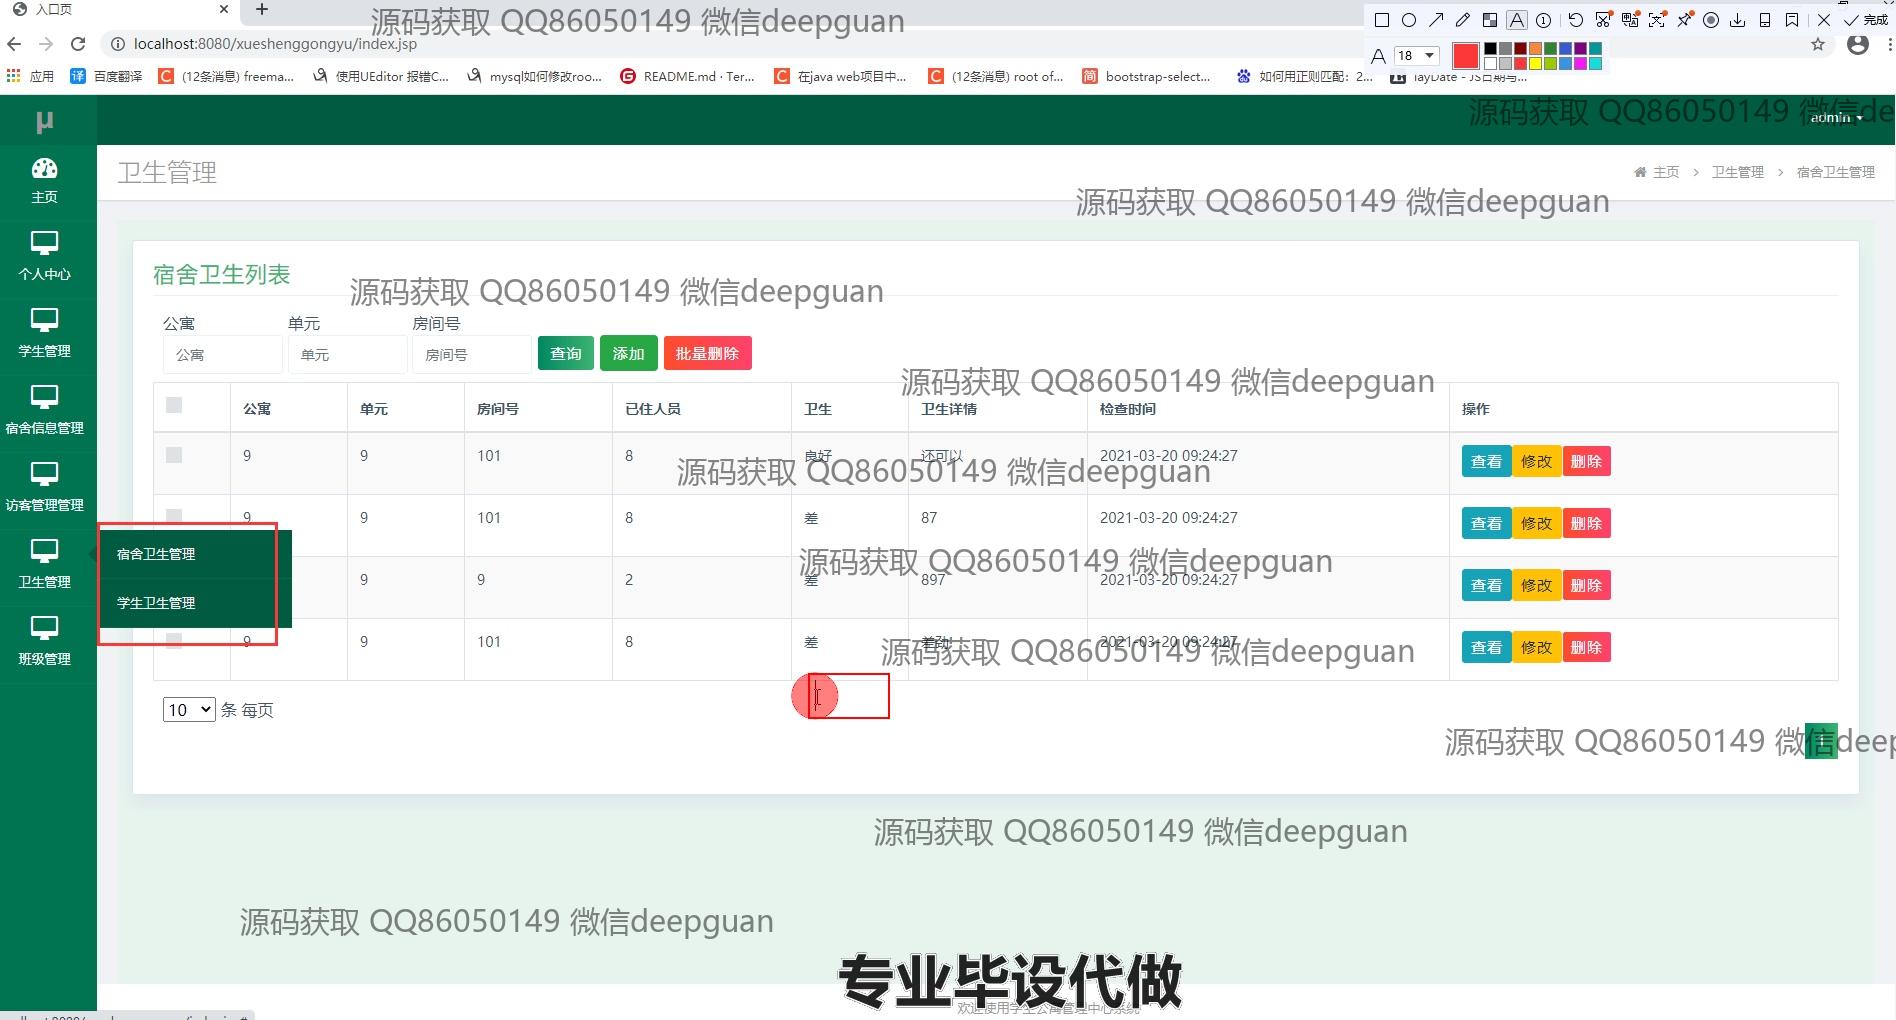 入口页
源码获取 QQ86050149 微信deepguan
完成
localhost:8080/xueshenggongyu/index.jsp
18
应用 百度翻译 (12条消息) freema... 使用UEditor 报错C... mysql如何修改roo... README.md · Ter... 在java web项目中... (12条消息) root of... bootstrap-select... 如何用正则匹配：2... layDate - JS日期与...
μ
源码获取 QQ86050149 微信de
admin
主页
卫生管理
主页 > 卫生管理 > 宿舍卫生管理
源码获取 QQ86050149 微信deepguan
个人中心
宿舍卫生列表
源码获取 QQ86050149 微信deepguan
公寓 单元 房间号
学生管理
公寓 单元 房间号 查询 添加 批量删除
源码获取 QQ86050149 微信deepguan
公寓 单元 房间号 已住人员 卫生 卫生详情 检查时间 操作
宿舍信息管理
9 9 101 8 良好 还可以 2021-03-20 09:24:27 查看 修改 删除
源码获取 QQ86050149 微信deepguan
访客管理管理
9 9 101 8 差 87 2021-03-20 09:24:27 查看 修改 删除
宿舍卫生管理
源码获取 QQ86050149 微信deepguan
卫生管理
9 9 2 差 897 2021-03-20 09:24:27 查看 修改 删除
学生卫生管理
9 9 101 8 差 2021-03-20 09:24:27 查看 修改 删除
源码获取 QQ86050149 微信deepguan
班级管理
10 条 每页
源码获取 QQ86050149 微信deep
源码获取 QQ86050149 微信deepguan
源码获取 QQ86050149 微信deepguan
专业毕设代做
欢迎使用学生公寓管理中心系统